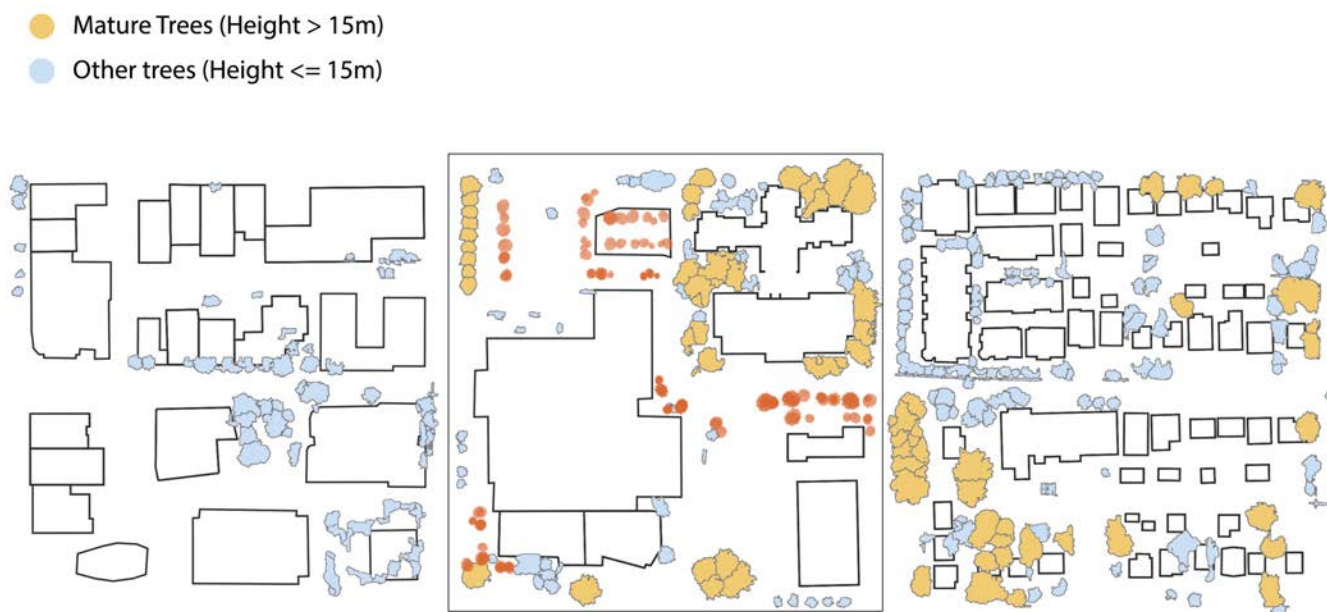 Mature Trees (Height > 15m)
Other trees (Height <= 15m)